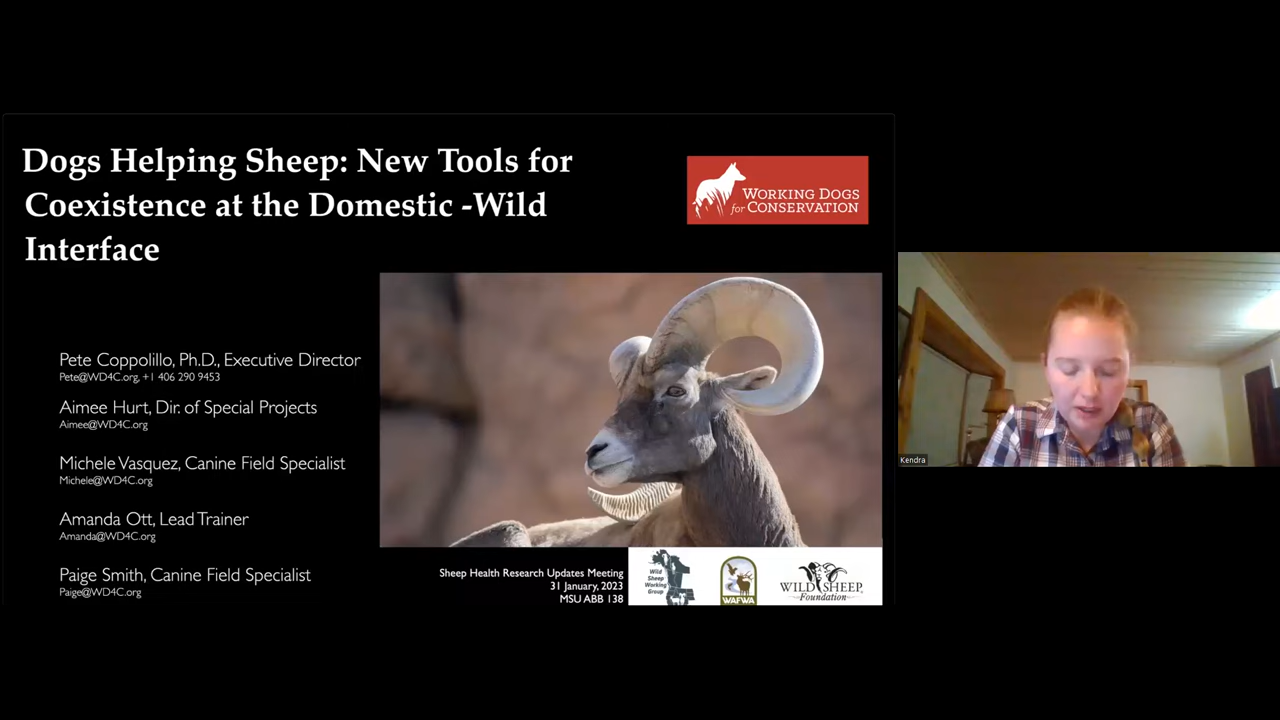 Dogs Helping Sheep: New Tools for
Coexistence at the Domestic -Wild
Interface
WORKING DOGS
for CONSERVATION
Pete Coppolillo, Ph.D., Executive Director
Pete@WD4C.org, +1 406 290 9453
Aimee Hurt, Dir. of Special Projects
Aimee@WD4C.org
Michele Vasquez, Canine Field Specialist
Michele@WD4C.org
Amanda Ott, Lead Trainer
Amanda@WD4C.org
Paige Smith, Canine Field Specialist
Paige@WD4C.org
Sheep Health Research Updates Meeting
31 January, 2023
MSU ABB 138
Wild
Sheep
Working
Group
WAFWA
WILD SHEEP
Foundation
Kendra